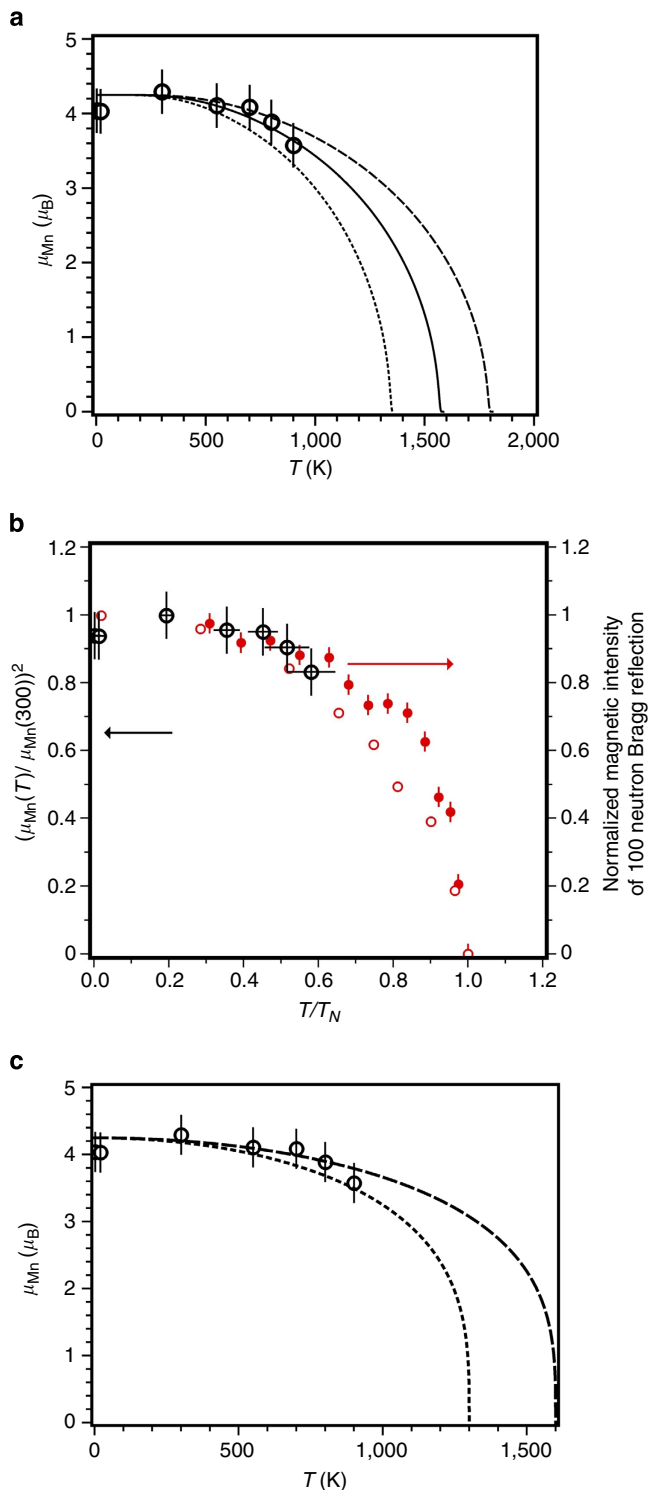 a
5
4
3
2
1
0
μMn (μB)
0 500 1,000 1,500 2,000
T (K)
b
1.2
1
0.8
0.6
0.4
0.2
0
(μMn(T)/ μMn(300))²
1.2
1
0.8
0.6
0.4
0.2
0
Normalized magnetic intensity
of 100 neutron Bragg reflection
0.0 0.2 0.4 0.6 0.8 1.0 1.2
T/TN
c
5
4
3
2
1
0
μMn (μB)
0 500 1,000 1,500
T (K)